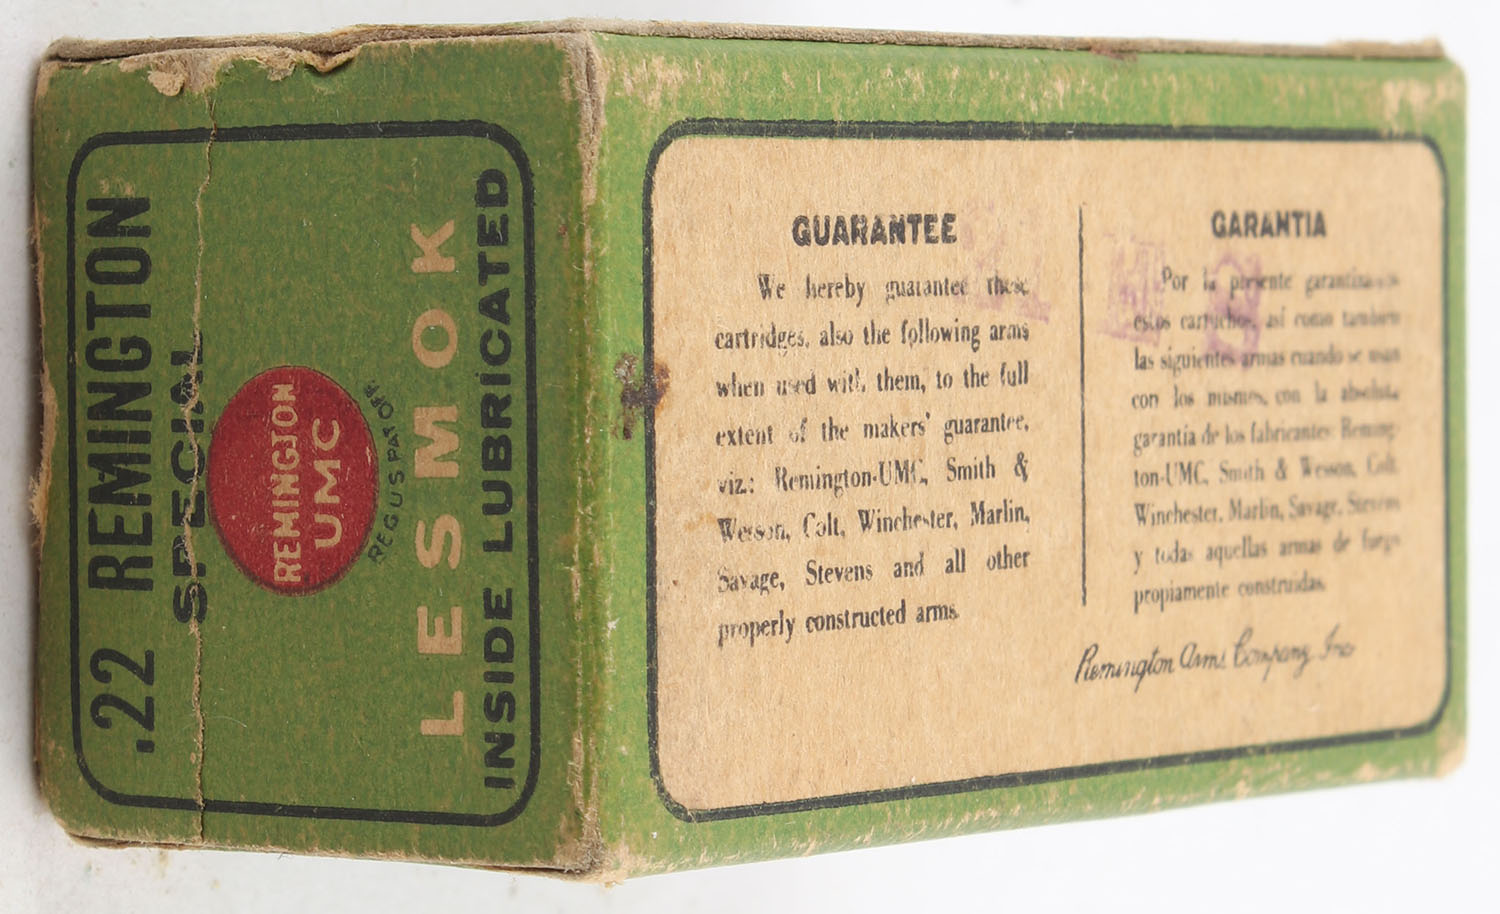 .22 REMINGTON
SPECIAL
REMINGTON
UMC
REG U S PAT OFF.
LESMOK
INSIDE LUBRICATED
GUARANTEE
We hereby guarantee these
cartridges, also the following arms
when used with them, to the full
extent of the makers' guarantee,
viz.: Remington-UMC, Smith &
Wesson, Colt, Winchester, Marlin,
Savage, Stevens and all other
properly constructed arms.
GARANTIA
Por la presente garantizamos
estos cartuchos, así como también
las siguientes armas cuando se usan
con los mismos, con la absoluta
garantía de los fabricantes Reming-
ton-UMC, Smith & Wesson, Colt,
Winchester, Marlin, Savage, Stevens
y todas aquellas armas de fuego
propiamente construidas.
Remington Arms Company, Inc